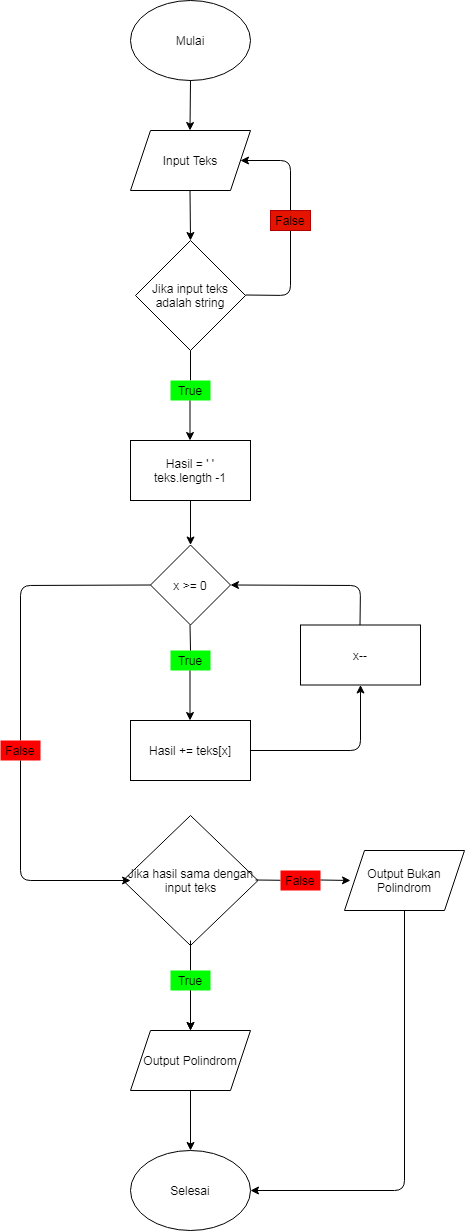 Mulai
Input Teks
False
Jika input teks
adalah string
True
Hasil = ' '
teks.length -1
x >= 0
True
x--
False
Hasil += teks[x]
Jika hasil sama dengan
input teks
False
Output Bukan
Polindrom
True
Output Polindrom
Selesai